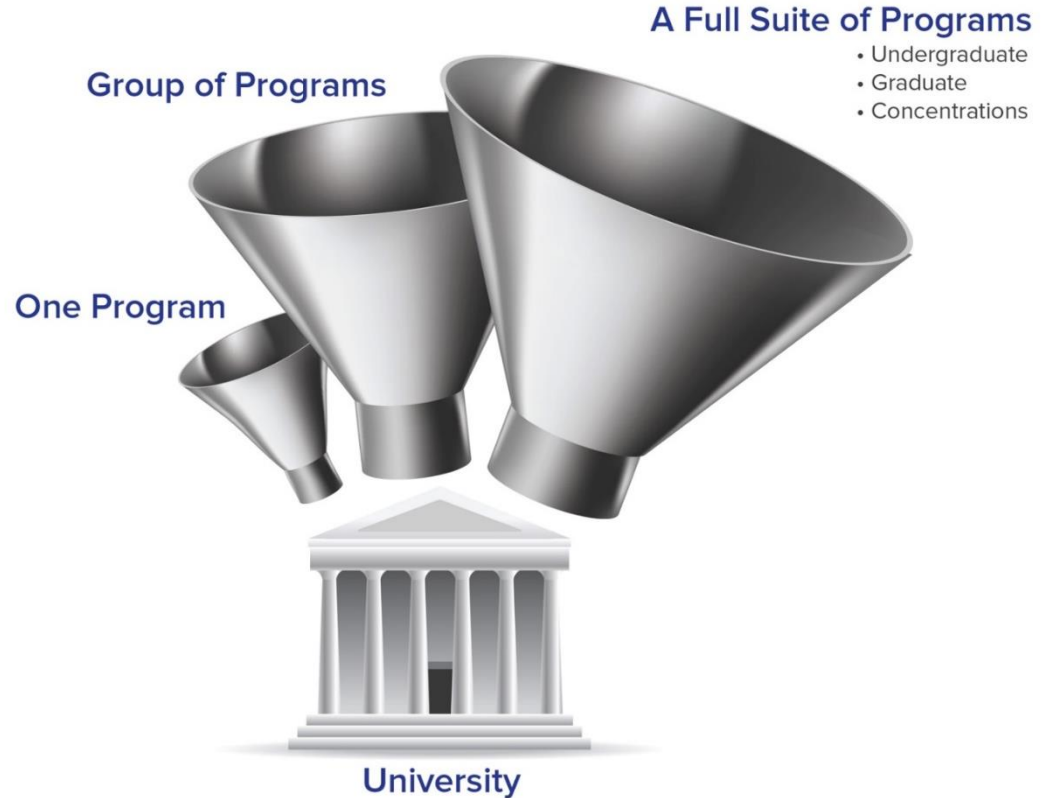 A Full Suite of Programs
• Undergraduate
• Graduate
• Concentrations
Group of Programs
One Program
University